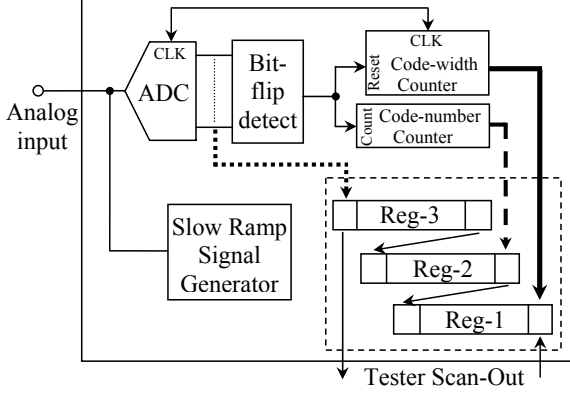 CLK
ADC
Analog
input
Bit-
flip
detect
CLK
Reset
Code-width
Counter
Count
Code-number
Counter
Slow Ramp
Signal
Generator
Reg-3
Reg-2
Reg-1
Tester Scan-Out